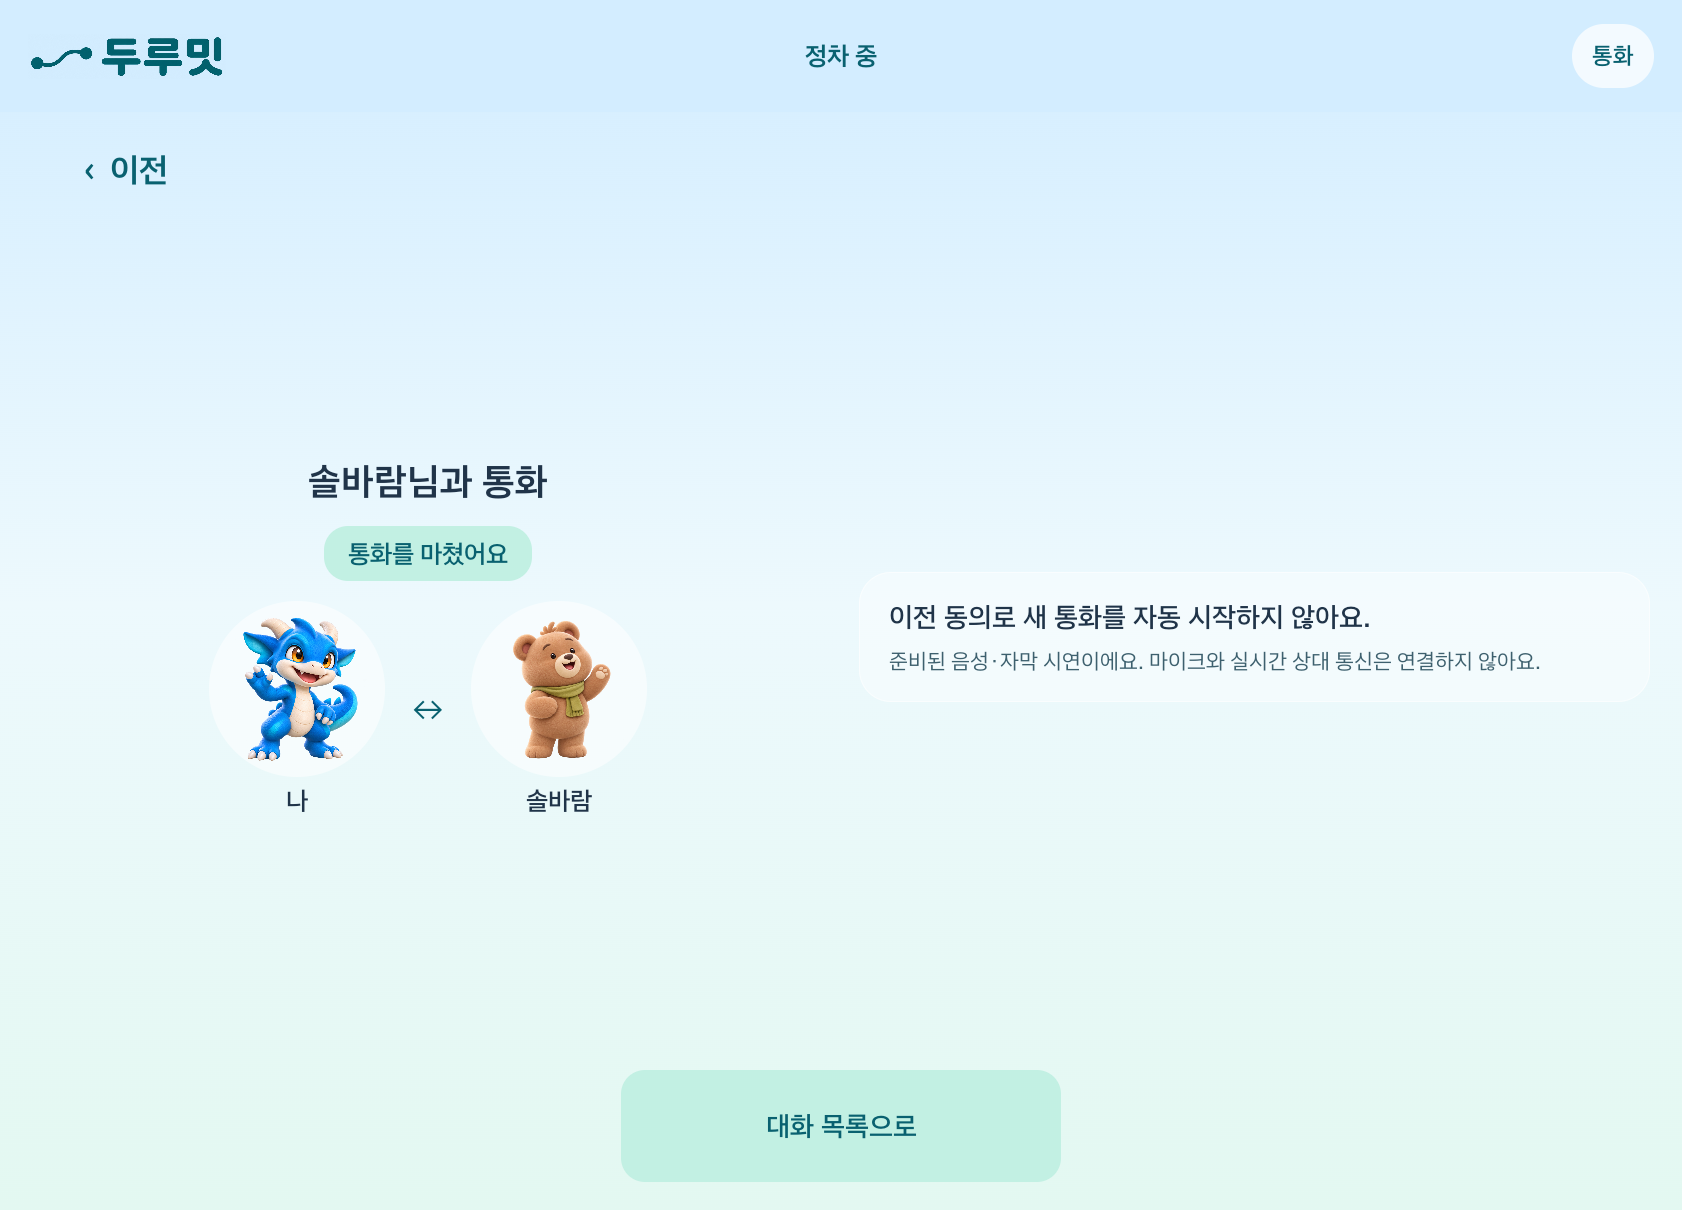 두루밋
정차 중
통화
‹ 이전
솔바람님과 통화
통화를 마쳤어요
나
↔
솔바람
이전 동의로 새 통화를 자동 시작하지 않아요.
준비된 음성·자막 시연이에요. 마이크와 실시간 상대 통신은 연결하지 않아요.
대화 목록으로